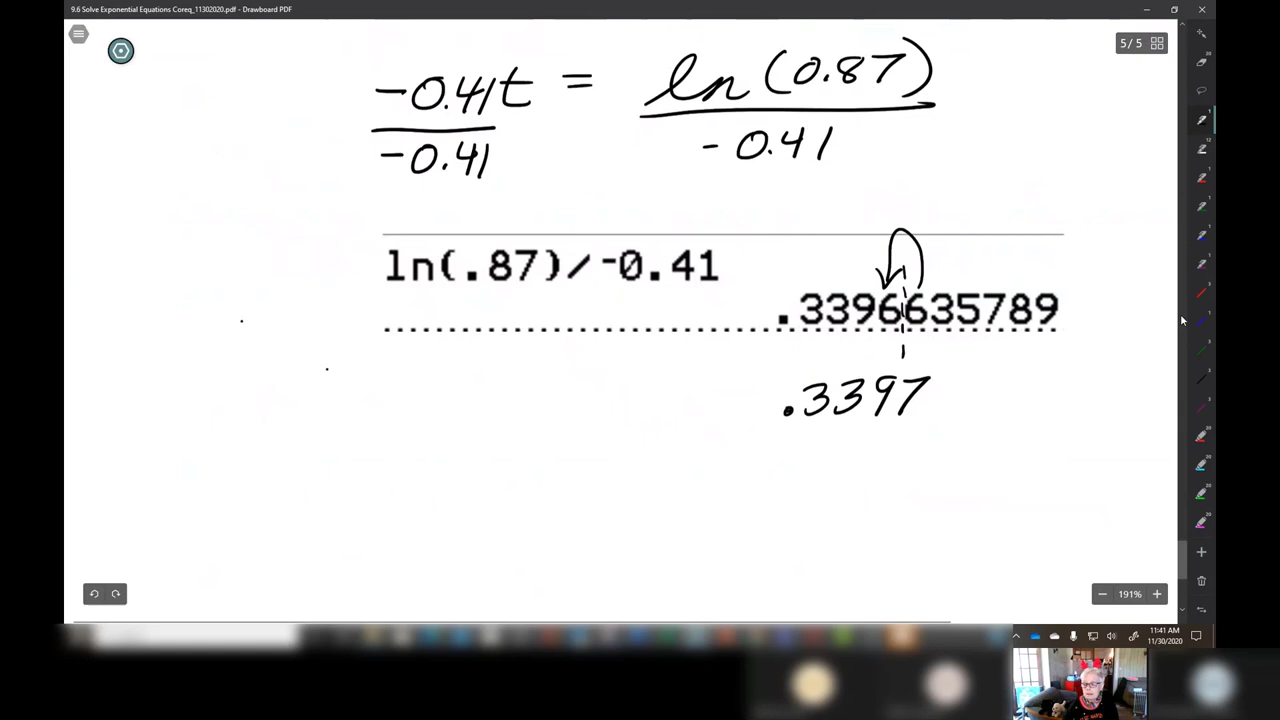 9.6 Solve Exponential Equations Coreq_11302020.pdf - Drawboard PDF
5/5
-0.41t = ln(0.87)
-0.41 -0.41
ln(.87)/-0.41
.3396635789
.3397
191%
11:41 AM
11/30/2020